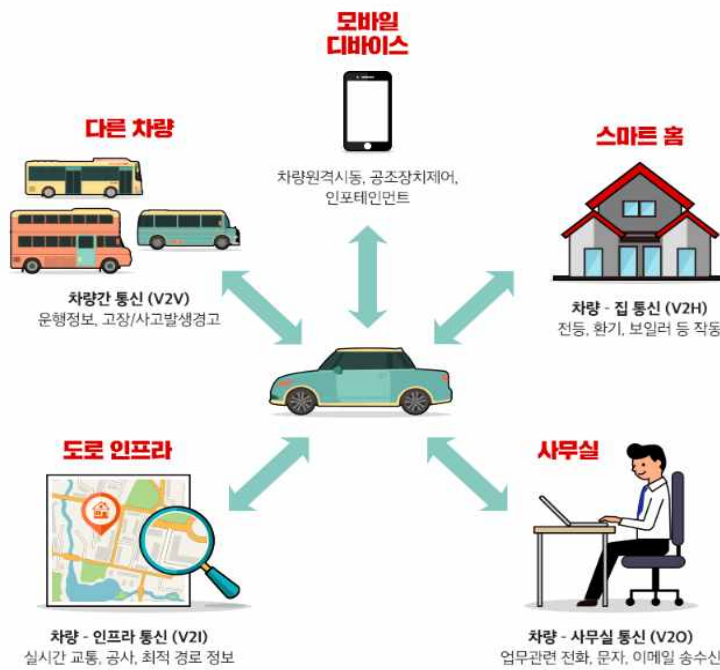 모바일
디바이스
차량원격시동, 공조장치제어,
인포테인먼트
다른 차량
차량간 통신 (V2V)
운행정보, 고장/사고발생경고
스마트 홈
차량 - 집 통신 (V2H)
전등, 환기, 보일러 등 작동
도로 인프라
차량 - 인프라 통신 (V2I)
실시간 교통, 공사, 최적 경로 정보
사무실
차량 - 사무실 통신 (V2O)
업무관련 전화, 문자, 이메일 송수신